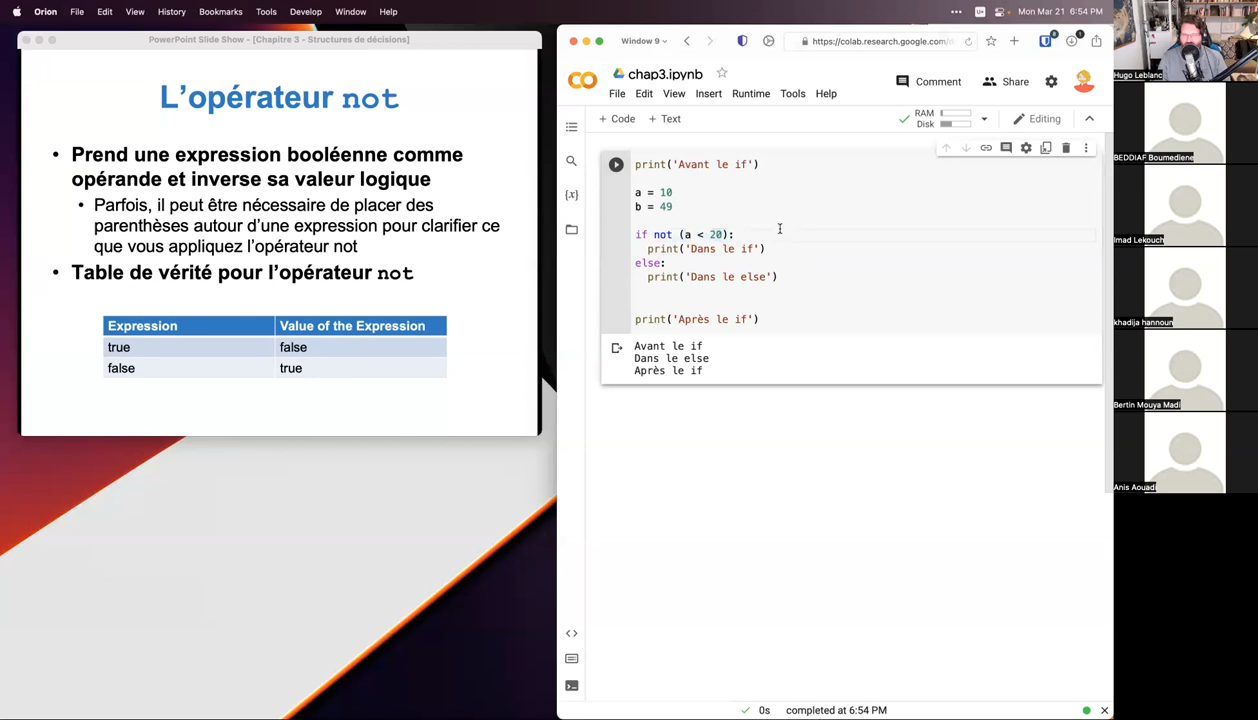 Orion File Edit View History Bookmarks Tools Develop Window Help
Mon Mar 21 6:54 PM
PowerPoint Slide Show - [Chapitre 3 - Structures de décisions]
L'opérateur not
• Prend une expression booléenne comme
opérande et inverse sa valeur logique
• Parfois, il peut être nécessaire de placer des
parenthèses autour d'une expression pour clarifier ce
que vous appliquez l'opérateur not
• Table de vérité pour l'opérateur not
Expression Value of the Expression
true false
false true
Window 9
https://colab.research.google.com/
chap3.ipynb
File Edit View Insert Runtime Tools Help
Comment Share
+ Code + Text
RAM
Disk
Editing
print('Avant le if')
a = 10
b = 49
if not (a < 20):
print('Dans le if')
else:
print('Dans le else')
print('Après le if')
Avant le if
Dans le else
Après le if
0s completed at 6:54 PM
Hugo Leblanc
BEDDIAF Boumediene
Imad Lekouch
khadija hannoun
Bertin Mouya Madi
Anis Aouadi